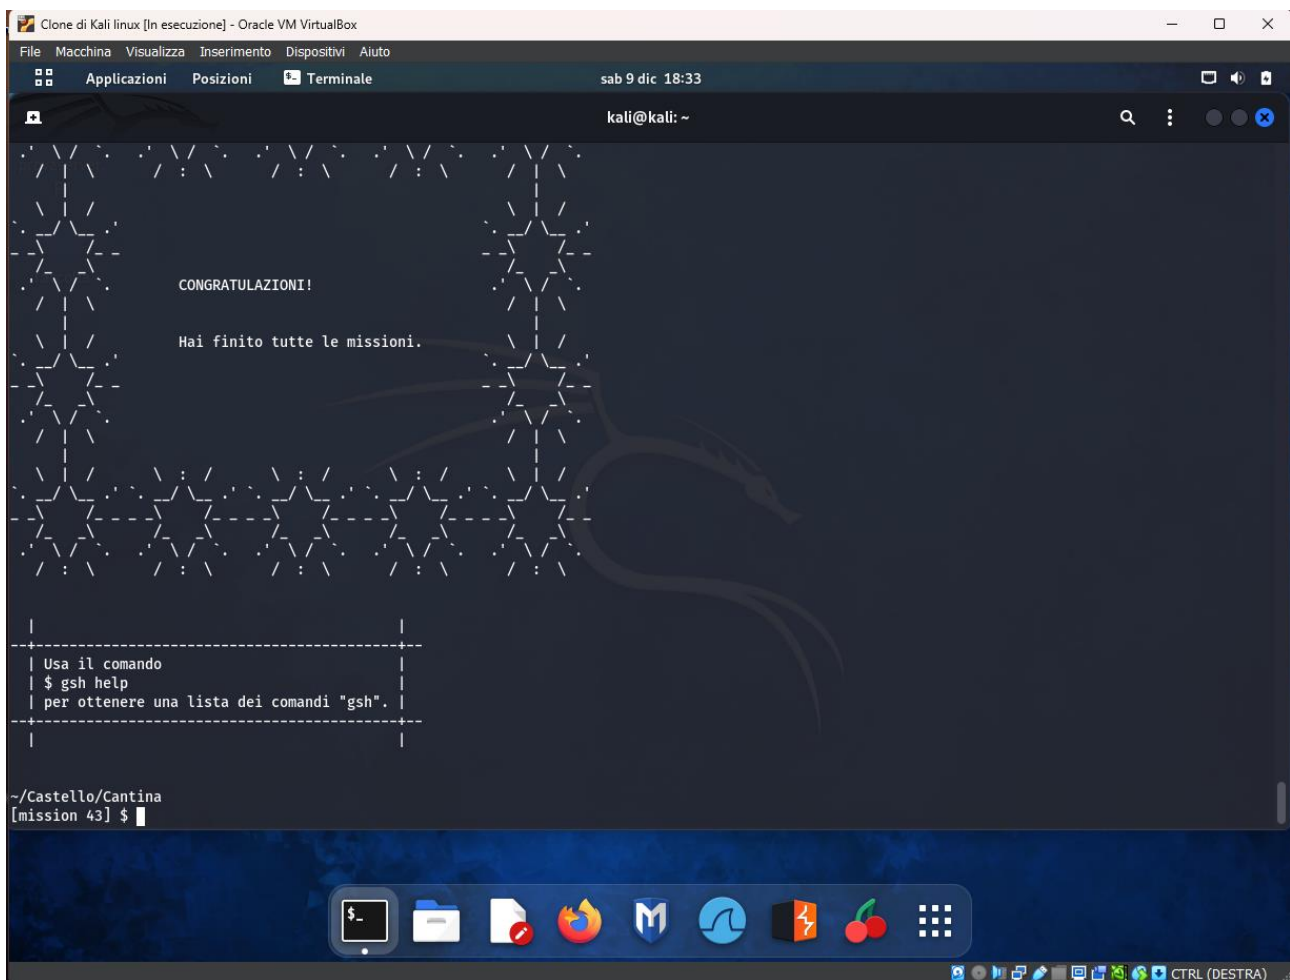 Clone di Kali linux [In esecuzione] - Oracle VM VirtualBox
File Macchina Visualizza Inserimento Dispositivi Aiuto
Applicazioni Posizioni Terminale sab 9 dic 18:33
kali@kali: ~
CONGRATULAZIONI!
Hai finito tutte le missioni.
Usa il comando
$ gsh help
per ottenere una lista dei comandi "gsh".
~/Castello/Cantina
[mission 43] $
$_
M
CTRL (DESTRA)